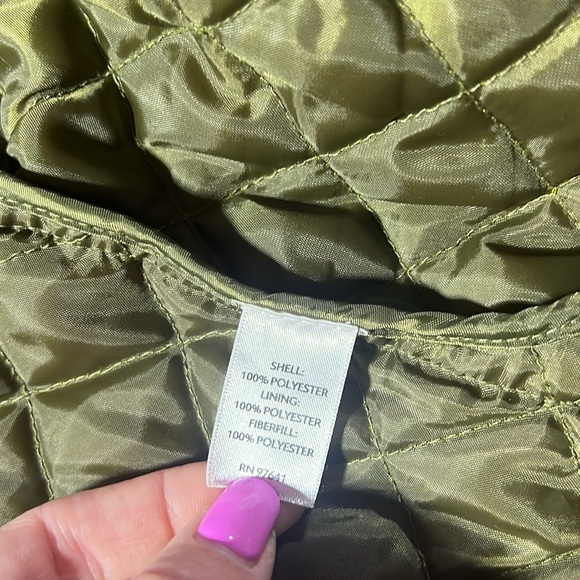 SHELL:
100% POLYESTER
LINING:
100% POLYESTER
FIBERFILL:
100% POLYESTER
RN 97641